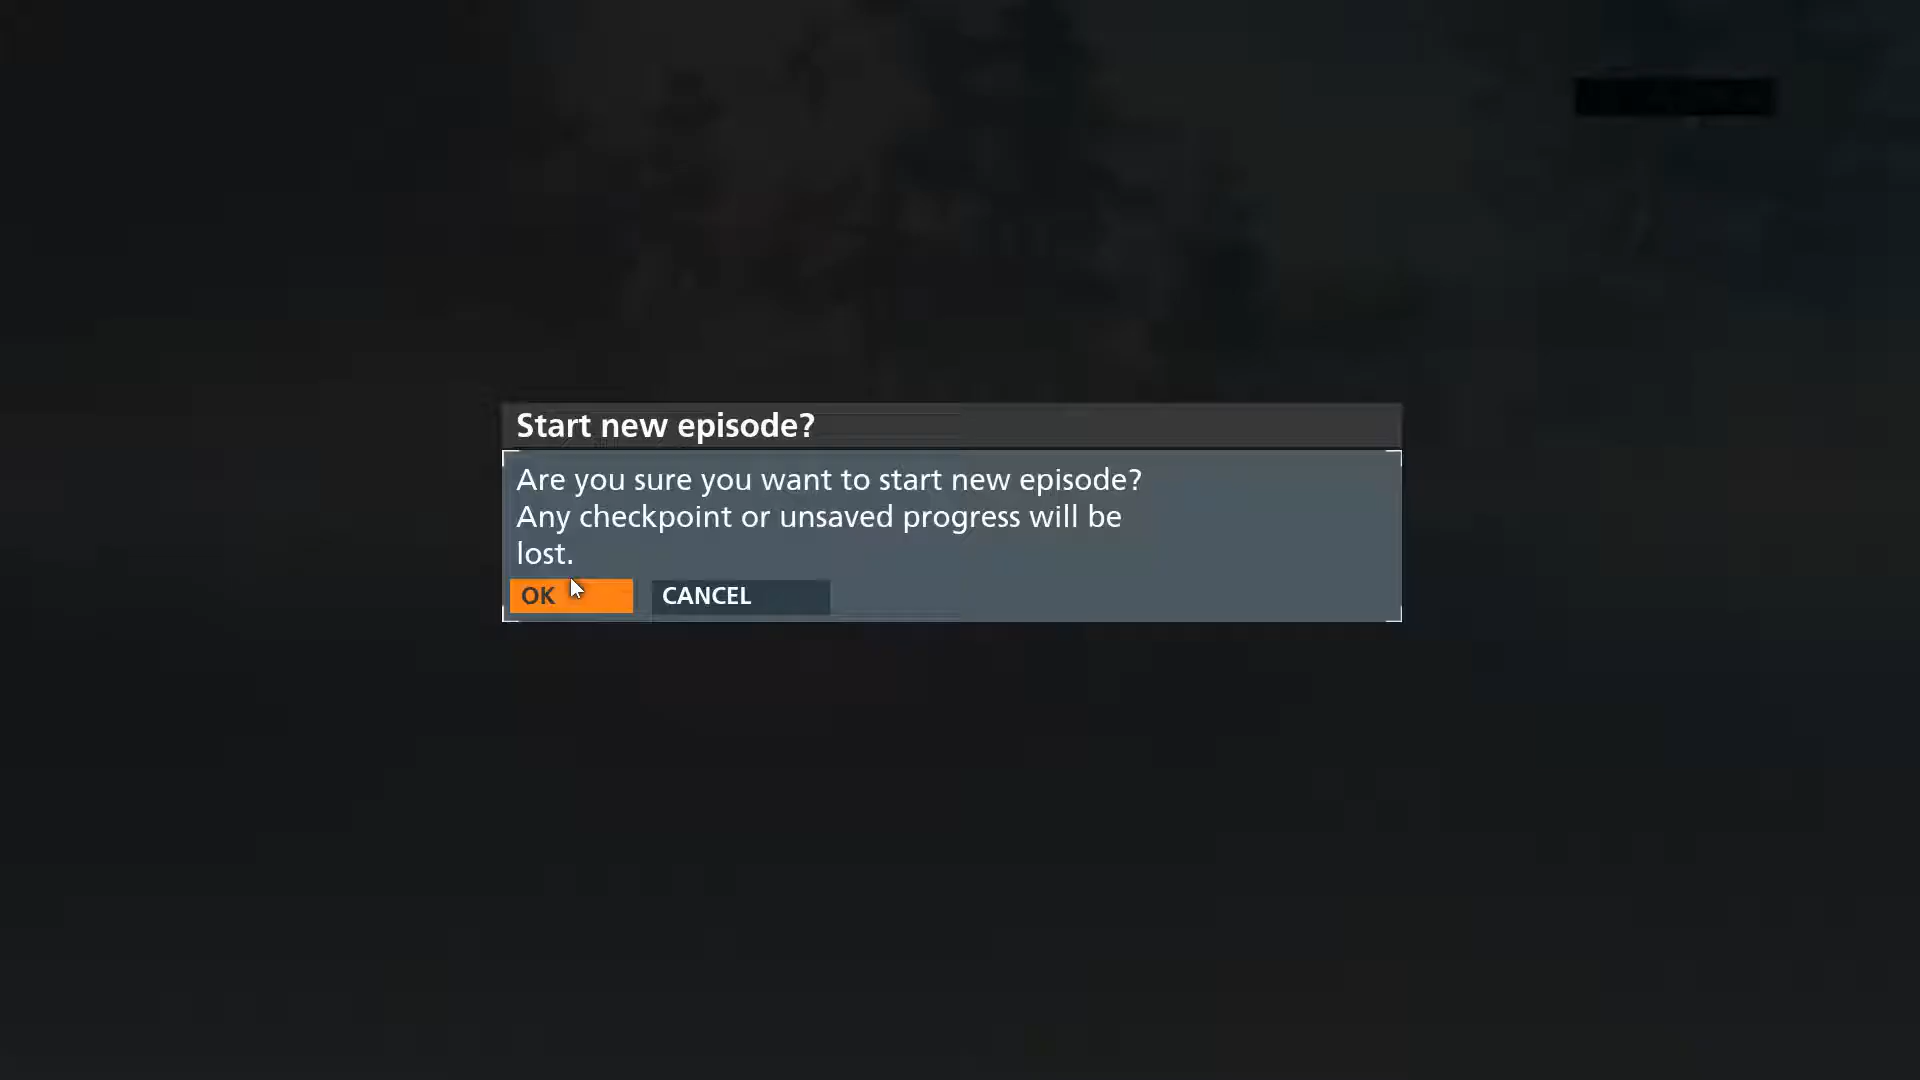 Start new episode?
Are you sure you want to start new episode?
Any checkpoint or unsaved progress will be
lost.
OK
CANCEL